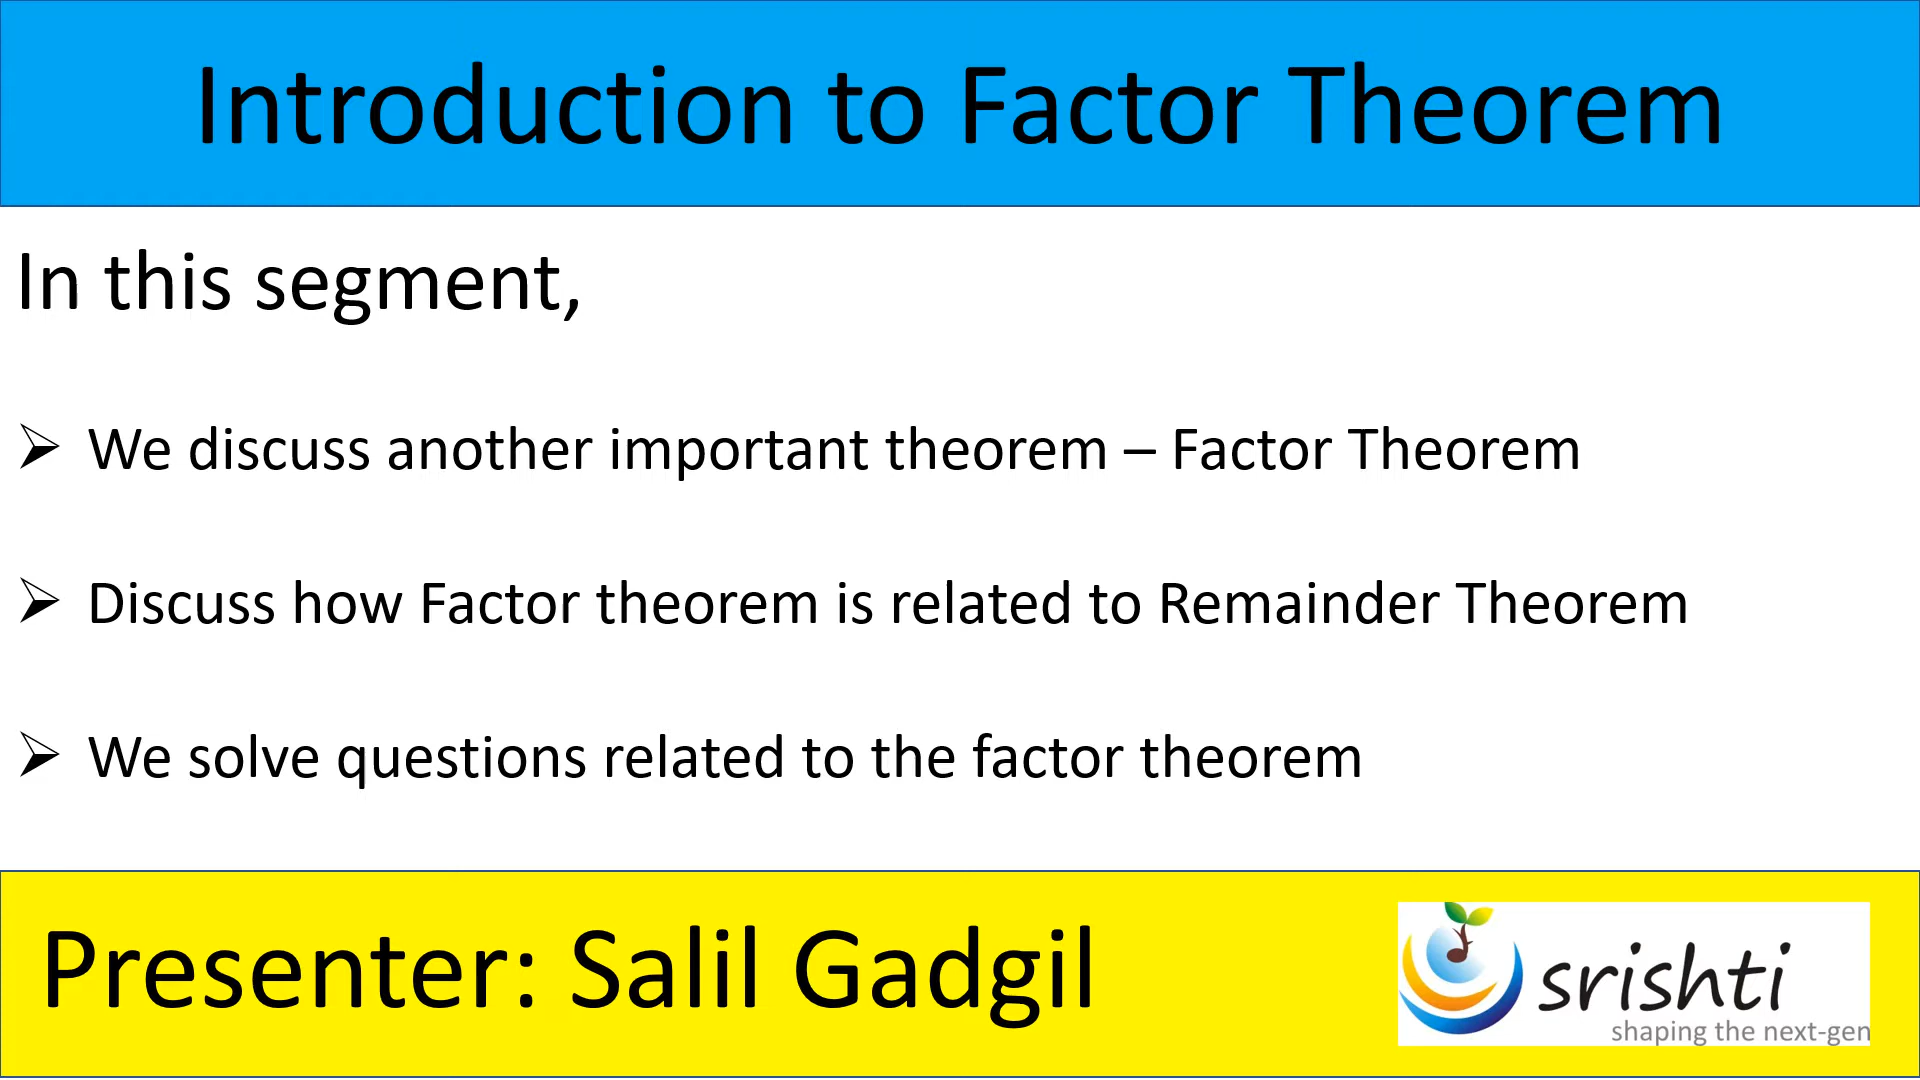 Introduction to Factor Theorem
In this segment,
➢ We discuss another important theorem – Factor Theorem
➢ Discuss how Factor theorem is related to Remainder Theorem
➢ We solve questions related to the factor theorem
Presenter: Salil Gadgil
srishti
shaping the next-gen